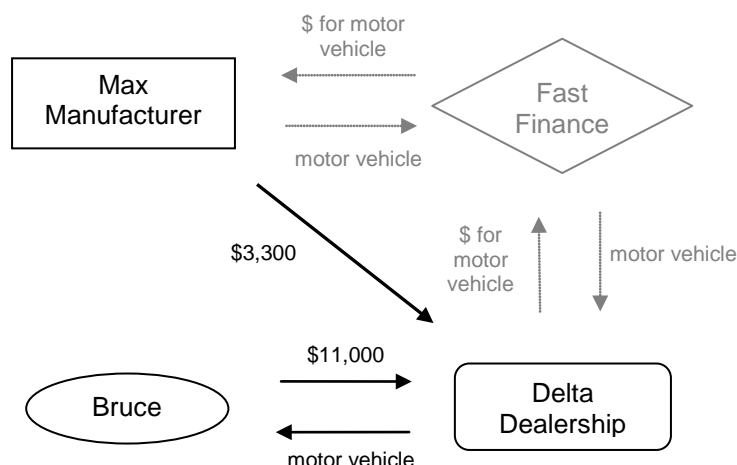 $ for motor
vehicle
Max
Manufacturer
Fast
Finance
motor vehicle
$3,300
$ for
motor
vehicle
motor vehicle
$11,000
Bruce
Delta
Dealership
motor vehicle